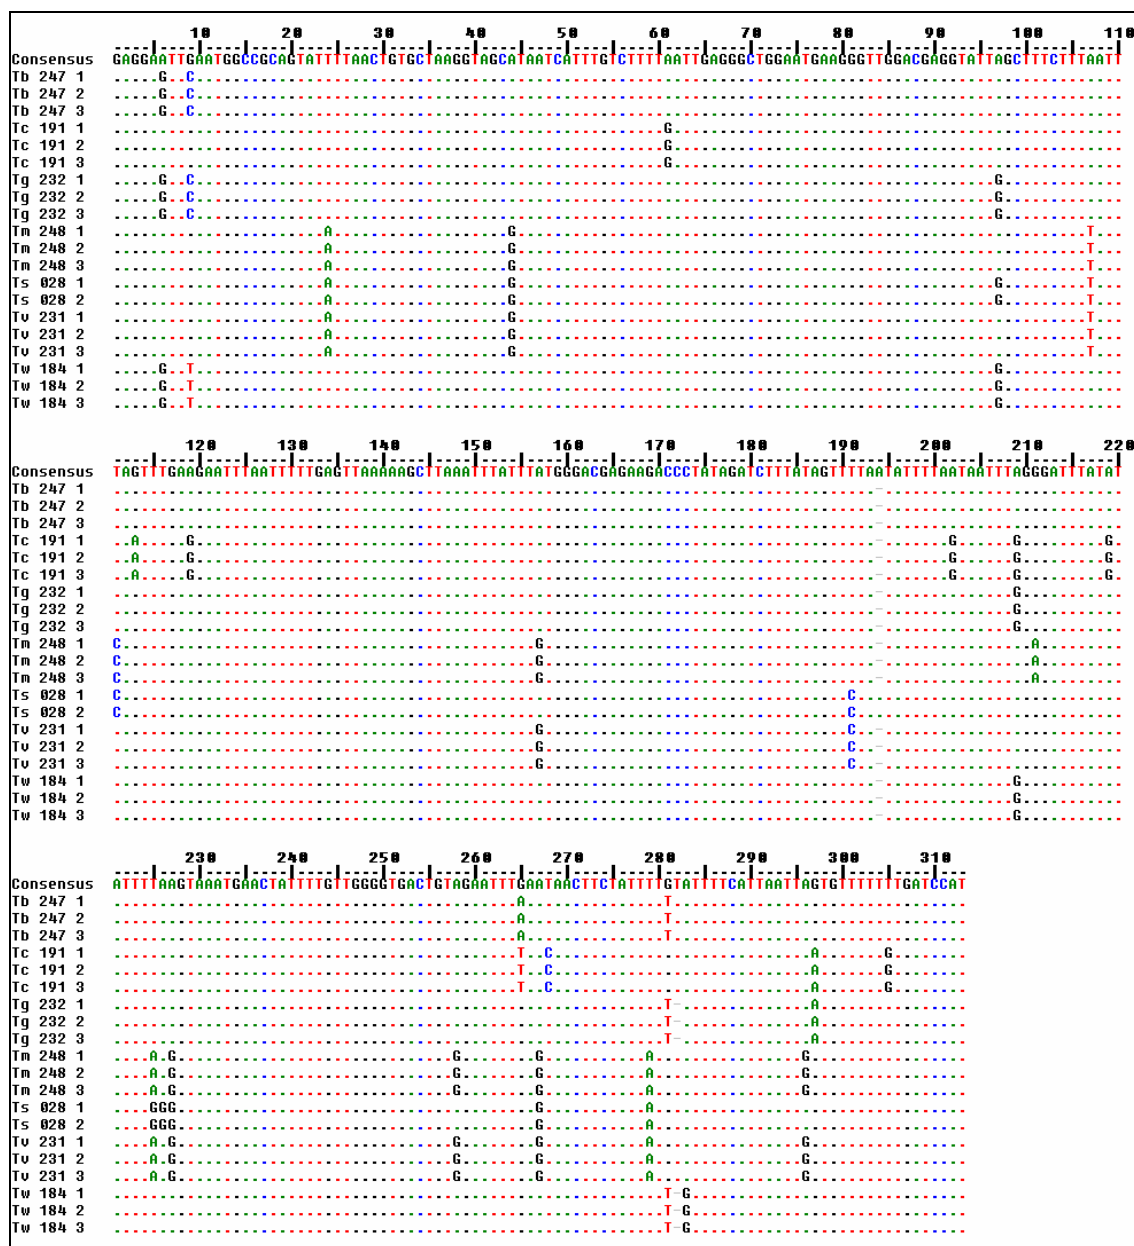 10 20 30 40 50 60 70 80 90 100 110
Consensus GAGGAATTGAATGGCCGCAGTATTTTAACTGTGCTAAGGTAGCATAATCATTTGTCTTTTAATTGAGGGCTGGAATGAAGGGTTGGACGAGGTATTAGCTTTCTTTAATT
Tb 247 1 G..C
Tb 247 2 G..C
Tb 247 3 G..C
Tc 191 1 G
Tc 191 2 G
Tc 191 3 G
Tg 232 1 G..C G
Tg 232 2 G..C G
Tg 232 3 G..C G
Tm 248 1 A G T
Tm 248 2 A G T
Tm 248 3 A G T
Ts 028 1 A G G T
Ts 028 2 A G G T
Tv 231 1 A G T
Tv 231 2 A G T
Tv 231 3 A G T
Tw 184 1 G..T G
Tw 184 2 G..T G
Tw 184 3 G..T G
120 130 140 150 160 170 180 190 200 210 220
Consensus TAGTTTGAAGAATTTAATTTTTGAGTTAAAAAGCTTAAATTTATTTATGGGACGAGAAGACCCTATAGATCTTTATAGTTTTAATATTTTAATAATTTAGGGATTTATAT
Tb 247 1 -
Tb 247 2 -
Tb 247 3 -
Tc 191 1 A G - G G G
Tc 191 2 A G - G G G
Tc 191 3 A G - G G G
Tg 232 1 - G
Tg 232 2 - G
Tg 232 3 - G
Tm 248 1 C G - A
Tm 248 2 C G - A
Tm 248 3 C G - A
Ts 028 1 C C..-
Ts 028 2 C C..-
Tv 231 1 G C..-
Tv 231 2 G C..-
Tv 231 3 G C..-
Tw 184 1 - G
Tw 184 2 - G
Tw 184 3 - G
230 240 250 260 270 280 290 300 310
Consensus ATTTTAAGTAAATGAACTATTTTGTTGGGGTGACTGTAGAATTTGAATAACTTCTATTTTGTATTTCATTAATTAGTGTTTTTTGATCCAT
Tb 247 1 A T
Tb 247 2 A T
Tb 247 3 A T
Tc 191 1 T..C A G
Tc 191 2 T..C A G
Tc 191 3 T..C A G
Tg 232 1 T- A
Tg 232 2 T- A
Tg 232 3 T- A
Tm 248 1 A.G G G A G
Tm 248 2 A.G G G A G
Tm 248 3 A.G G G A G
Ts 028 1 GGG G A
Ts 028 2 GGG G A
Tv 231 1 A.G G G A G
Tv 231 2 A.G G G A G
Tv 231 3 A.G G G A G
Tw 184 1 T-G
Tw 184 2 T-G
Tw 184 3 T-G